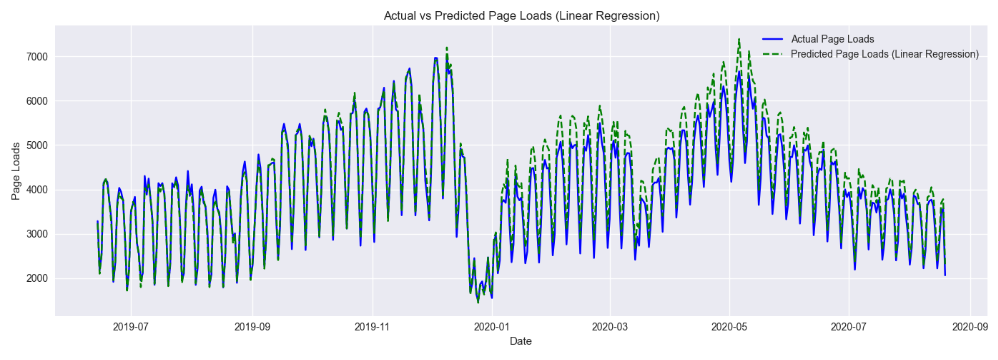 Actual vs Predicted Page Loads (Linear Regression)
Actual Page Loads
Predicted Page Loads (Linear Regression)
Page Loads
7000
6000
5000
4000
3000
2000
2019-07
2019-09
2019-11
2020-01
2020-03
2020-05
2020-07
2020-09
Date